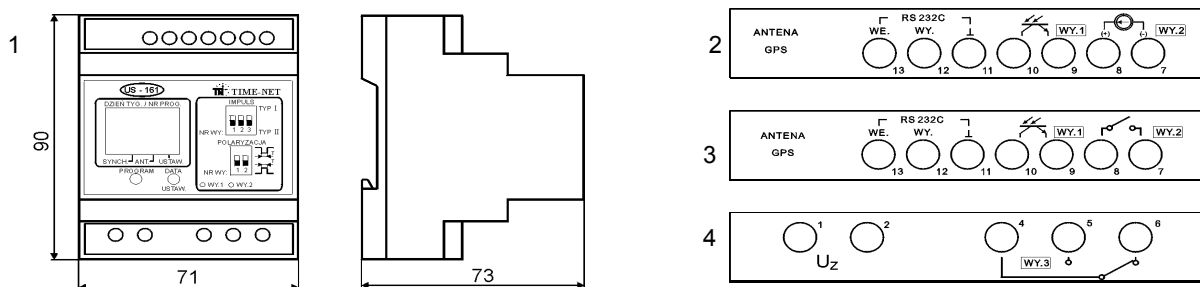 1
90
71
73
US - 161
TIME-NET
DZIEŃ TYG. / NR PROG.
SYNCH. ANT. USTAW.
PROGRAM DATA
USTAW.
IMPULS
TYP I
NR WY: 1 2 3 TYP II
POLARYZACJA
NR WY: 1 2
WY.1 WY.2
2
ANTENA
GPS
RS 232C
WE. WY. WY.1 (+) (-) WY.2
13 12 11 10 9 8 7
3
ANTENA
GPS
RS 232C
WE. WY. WY.1 WY.2
13 12 11 10 9 8 7
4
1 2 4 5 6
Uz
WY.3